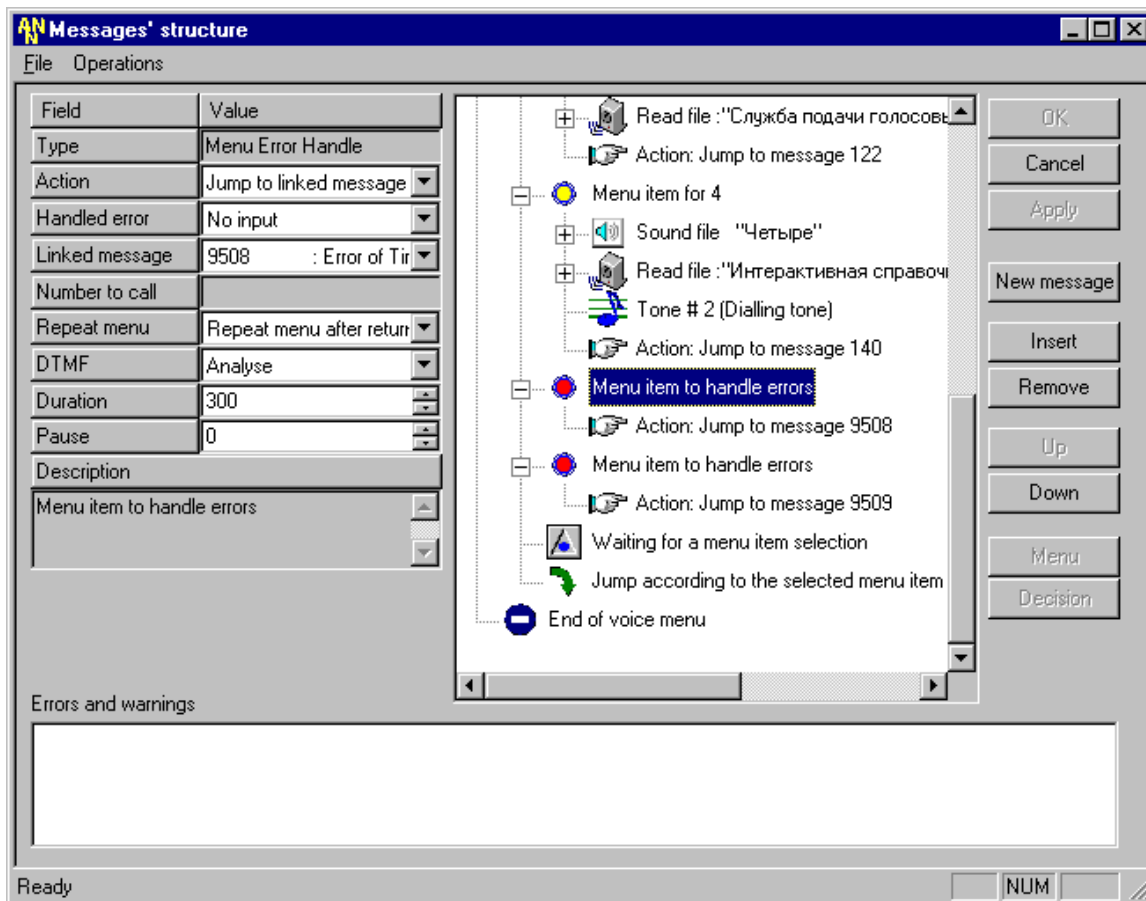 Messages' structure
File Operations
Field Value
Type Menu Error Handle
Action Jump to linked message
Handled error No input
Linked message 9508 : Error of Tir
Number to call
Repeat menu Repeat menu after return
DTMF Analyse
Duration 300
Pause 0
Description
Menu item to handle errors
Read file :"Служба подачи голосовы
Action: Jump to message 122
Menu item for 4
Sound file "Четыре"
Read file :"Интерактивная справочн
Tone # 2 (Dialling tone)
Action: Jump to message 140
Menu item to handle errors
Action: Jump to message 9508
Menu item to handle errors
Action: Jump to message 9509
Waiting for a menu item selection
Jump according to the selected menu item
End of voice menu
OK
Cancel
Apply
New message
Insert
Remove
Up
Down
Menu
Decision
Errors and warnings
Ready NUM